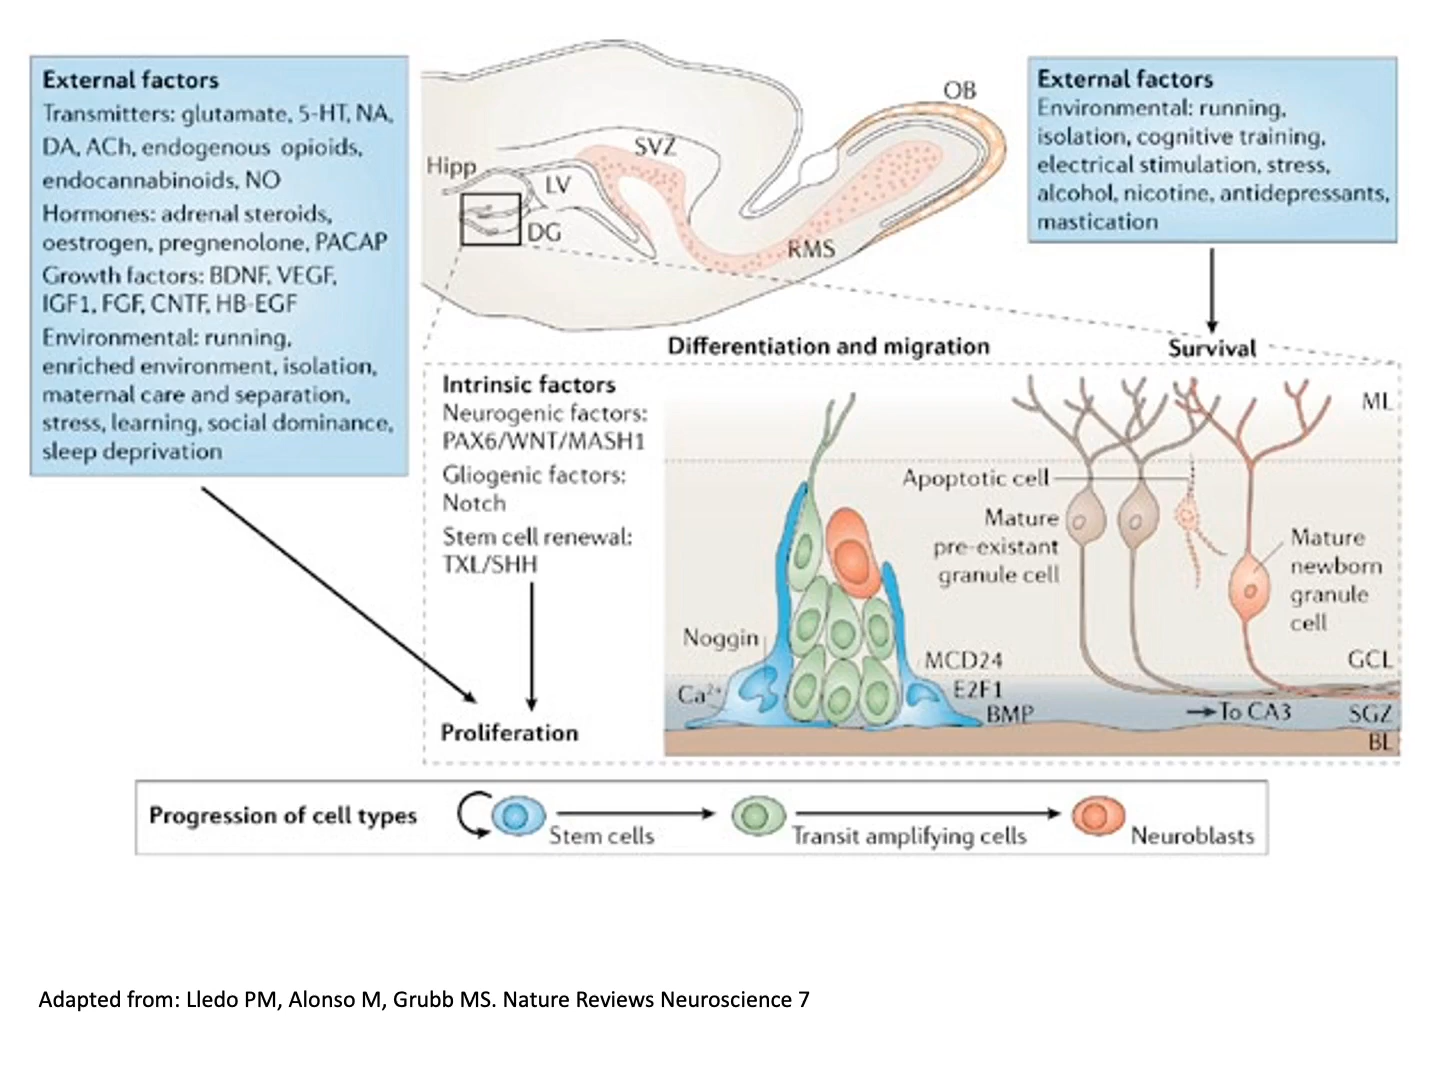 External factors
Transmitters: glutamate, 5-HT, NA,
DA, ACh, endogenous opioids,
endocannabinoids, NO
Hormones: adrenal steroids,
oestrogen, pregnenolone, PACAP
Growth factors: BDNF, VEGF,
IGF1, FGF, CNTF, HB-EGF
Environmental: running,
enriched environment, isolation,
maternal care and separation,
stress, learning, social dominance,
sleep deprivation
OB
SVZ
Hipp
LV
DG
RMS
External factors
Environmental: running,
isolation, cognitive training,
electrical stimulation, stress,
alcohol, nicotine, antidepressants,
mastication
Differentiation and migration
Survival
Intrinsic factors
Neurogenic factors:
PAX6/WNT/MASH1
Gliogenic factors:
Notch
Stem cell renewal:
TXL/SHH
Proliferation
ML
Apoptotic cell
Mature
pre-existant
granule cell
Mature
newborn
granule
cell
Noggin
MCD24
GCL
Ca²⁺
E2F1
BMP
To CA3
SGZ
BL
Progression of cell types
Stem cells
Transit amplifying cells
Neuroblasts
Adapted from: Lledo PM, Alonso M, Grubb MS. Nature Reviews Neuroscience 7